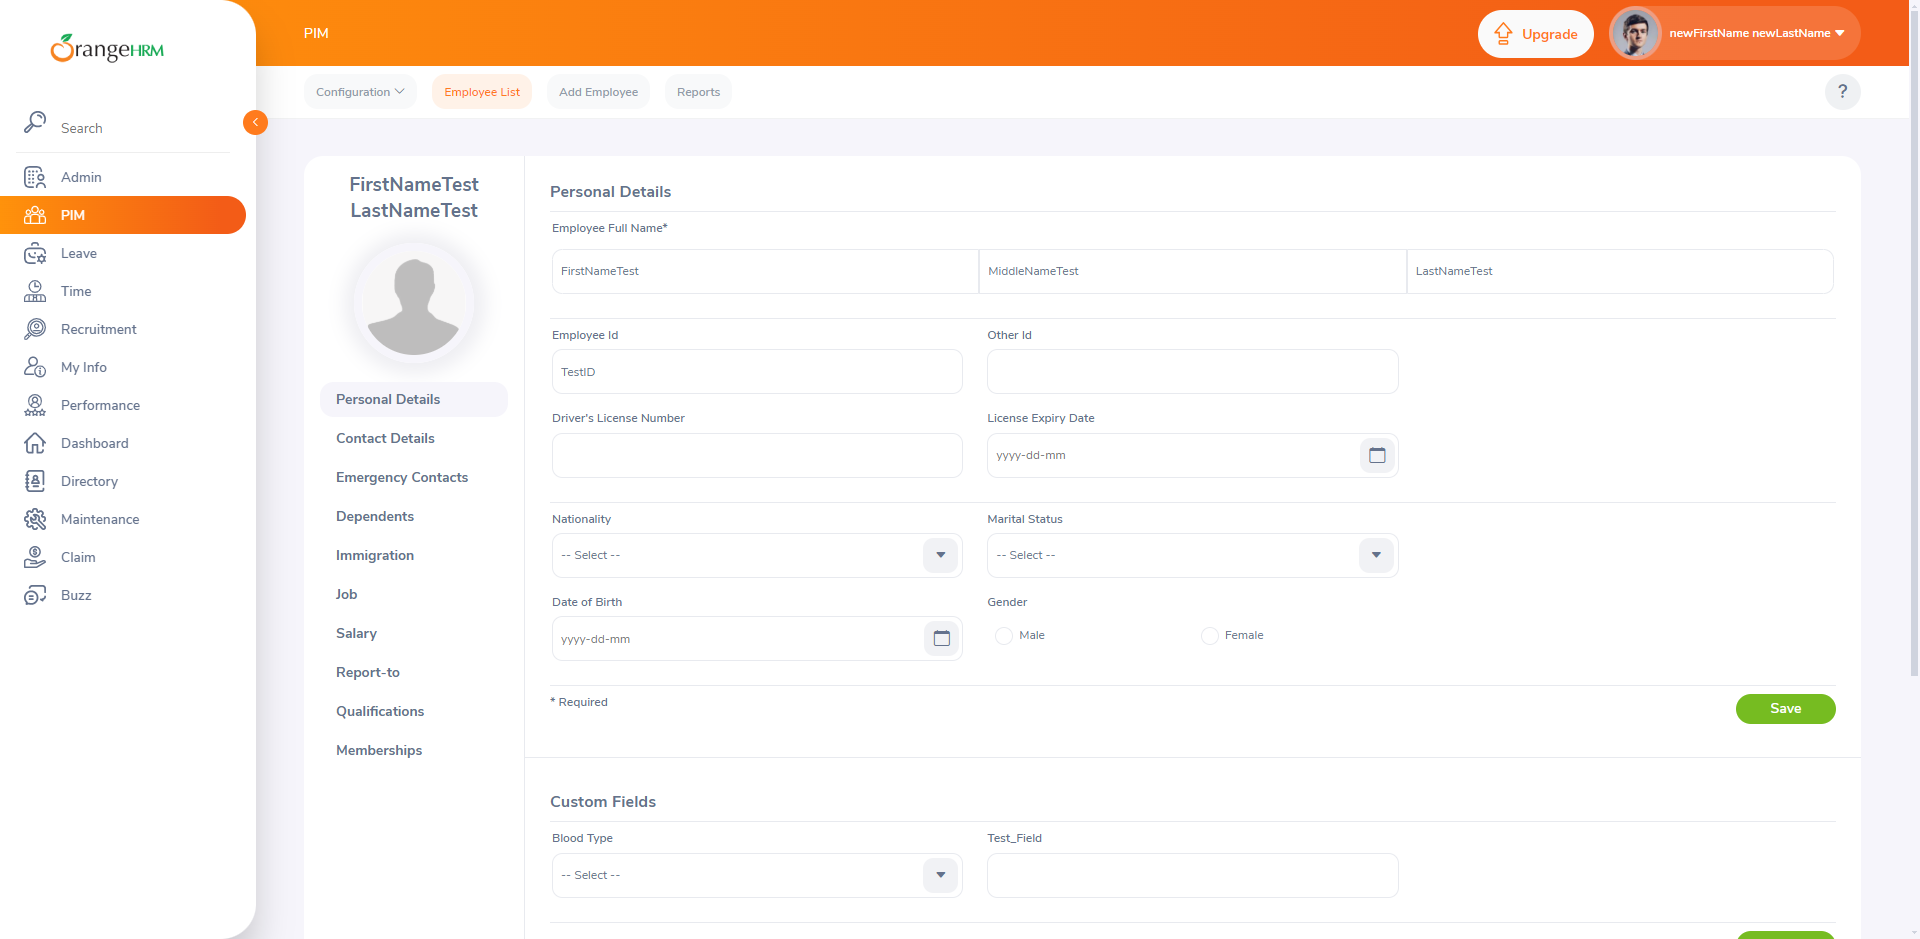 OrangeHRM
PIM
Upgrade
newFirstName newLastName
Configuration
Employee List
Add Employee
Reports
?
Search
Admin
PIM
Leave
Time
Recruitment
My Info
Performance
Dashboard
Directory
Maintenance
Claim
Buzz
FirstNameTest
LastNameTest
Personal Details
Contact Details
Emergency Contacts
Dependents
Immigration
Job
Salary
Report-to
Qualifications
Memberships
Personal Details
Employee Full Name*
FirstNameTest MiddleNameTest LastNameTest
Employee Id Other Id
TestID
Driver's License Number License Expiry Date
yyyy-dd-mm
Nationality Marital Status
-- Select -- -- Select --
Date of Birth Gender
yyyy-dd-mm Male Female
* Required Save
Custom Fields
Blood Type Test_Field
-- Select --